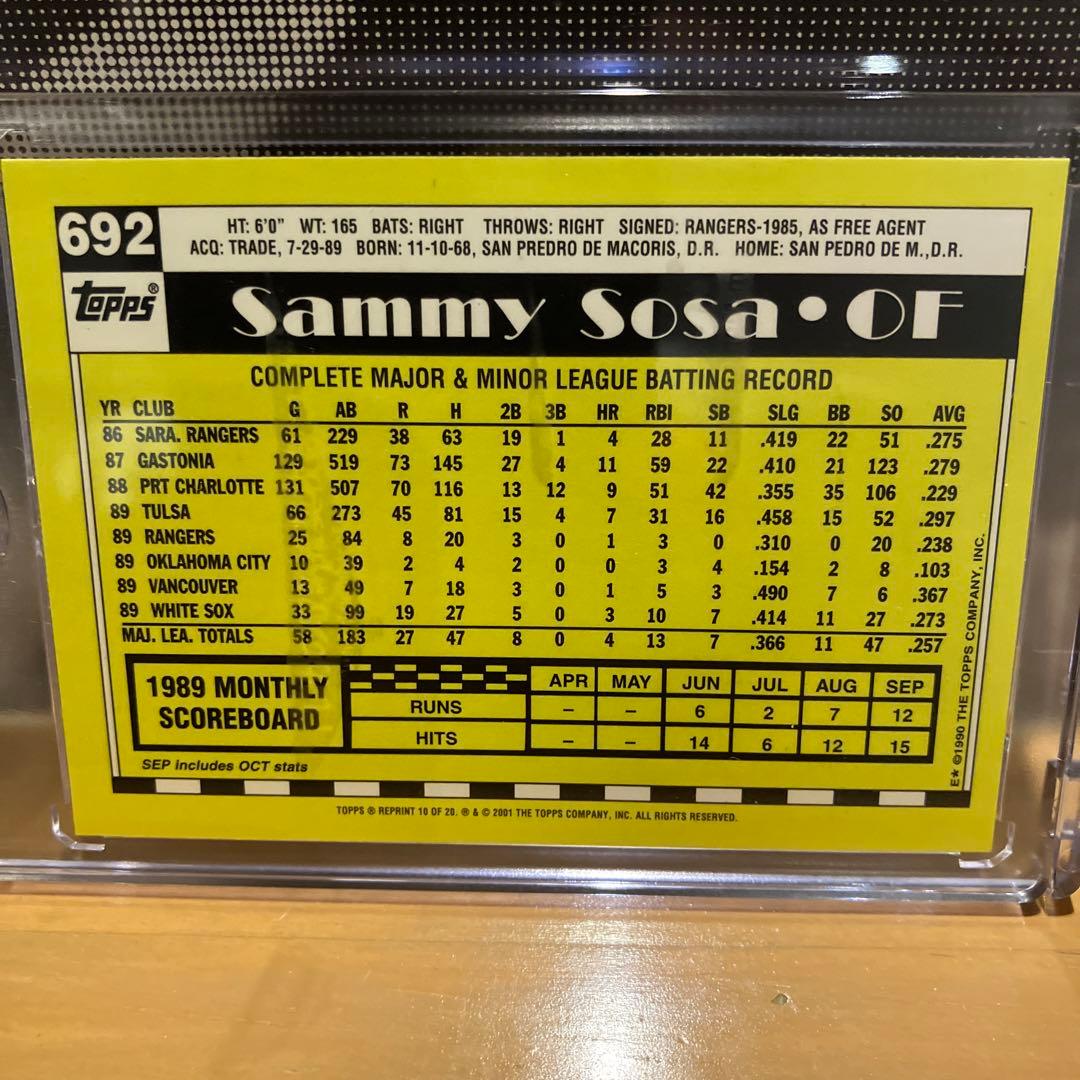 692
HT: 6'0" WT: 165 BATS: RIGHT THROWS: RIGHT SIGNED: RANGERS-1985, AS FREE AGENT
ACQ: TRADE, 7-29-89 BORN: 11-10-68, SAN PREDRO DE MACORIS, D.R. HOME: SAN PEDRO DE M.,D.R.
TOPPS®
Sammy Sosa • OF
COMPLETE MAJOR & MINOR LEAGUE BATTING RECORD
YR CLUB G AB R H 2B 3B HR RBI SB SLG BB SO AVG
86 SARA. RANGERS 61 229 38 63 19 1 4 28 11 .419 22 51 .275
87 GASTONIA 129 519 73 145 27 4 11 59 22 .410 21 123 .279
88 PRT CHARLOTTE 131 507 70 116 13 12 9 51 42 .355 35 106 .229
89 TULSA 66 273 45 81 15 4 7 31 16 .458 15 52 .297
89 RANGERS 25 84 8 20 3 0 1 3 0 .310 0 20 .238
89 OKLAHOMA CITY 10 39 2 4 2 0 0 3 4 .154 2 8 .103
89 VANCOUVER 13 49 7 18 3 0 1 5 3 .490 7 6 .367
89 WHITE SOX 33 99 19 27 5 0 3 10 7 .414 11 27 .273
MAJ. LEA. TOTALS 58 183 27 47 8 0 4 13 7 .366 11 47 .257
1989 MONTHLY SCOREBOARD
APR MAY JUN JUL AUG SEP
RUNS – – 6 2 7 12
HITS – – 14 6 12 15
SEP includes OCT stats
E★ ©1990 THE TOPPS COMPANY, INC.
TOPPS ® REPRINT 10 OF 20. ® & © 2001 THE TOPPS COMPANY, INC. ALL RIGHTS RESERVED.